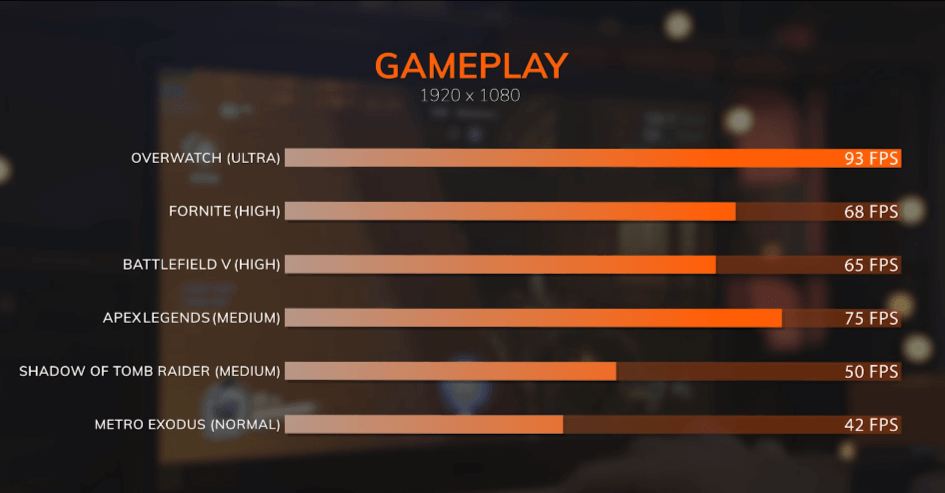 GAMEPLAY
1920 x 1080
OVERWATCH (ULTRA) 93 FPS
FORNITE (HIGH) 68 FPS
BATTLEFIELD V (HIGH) 65 FPS
APEX LEGENDS (MEDIUM) 75 FPS
SHADOW OF TOMB RAIDER (MEDIUM) 50 FPS
METRO EXODUS (NORMAL) 42 FPS